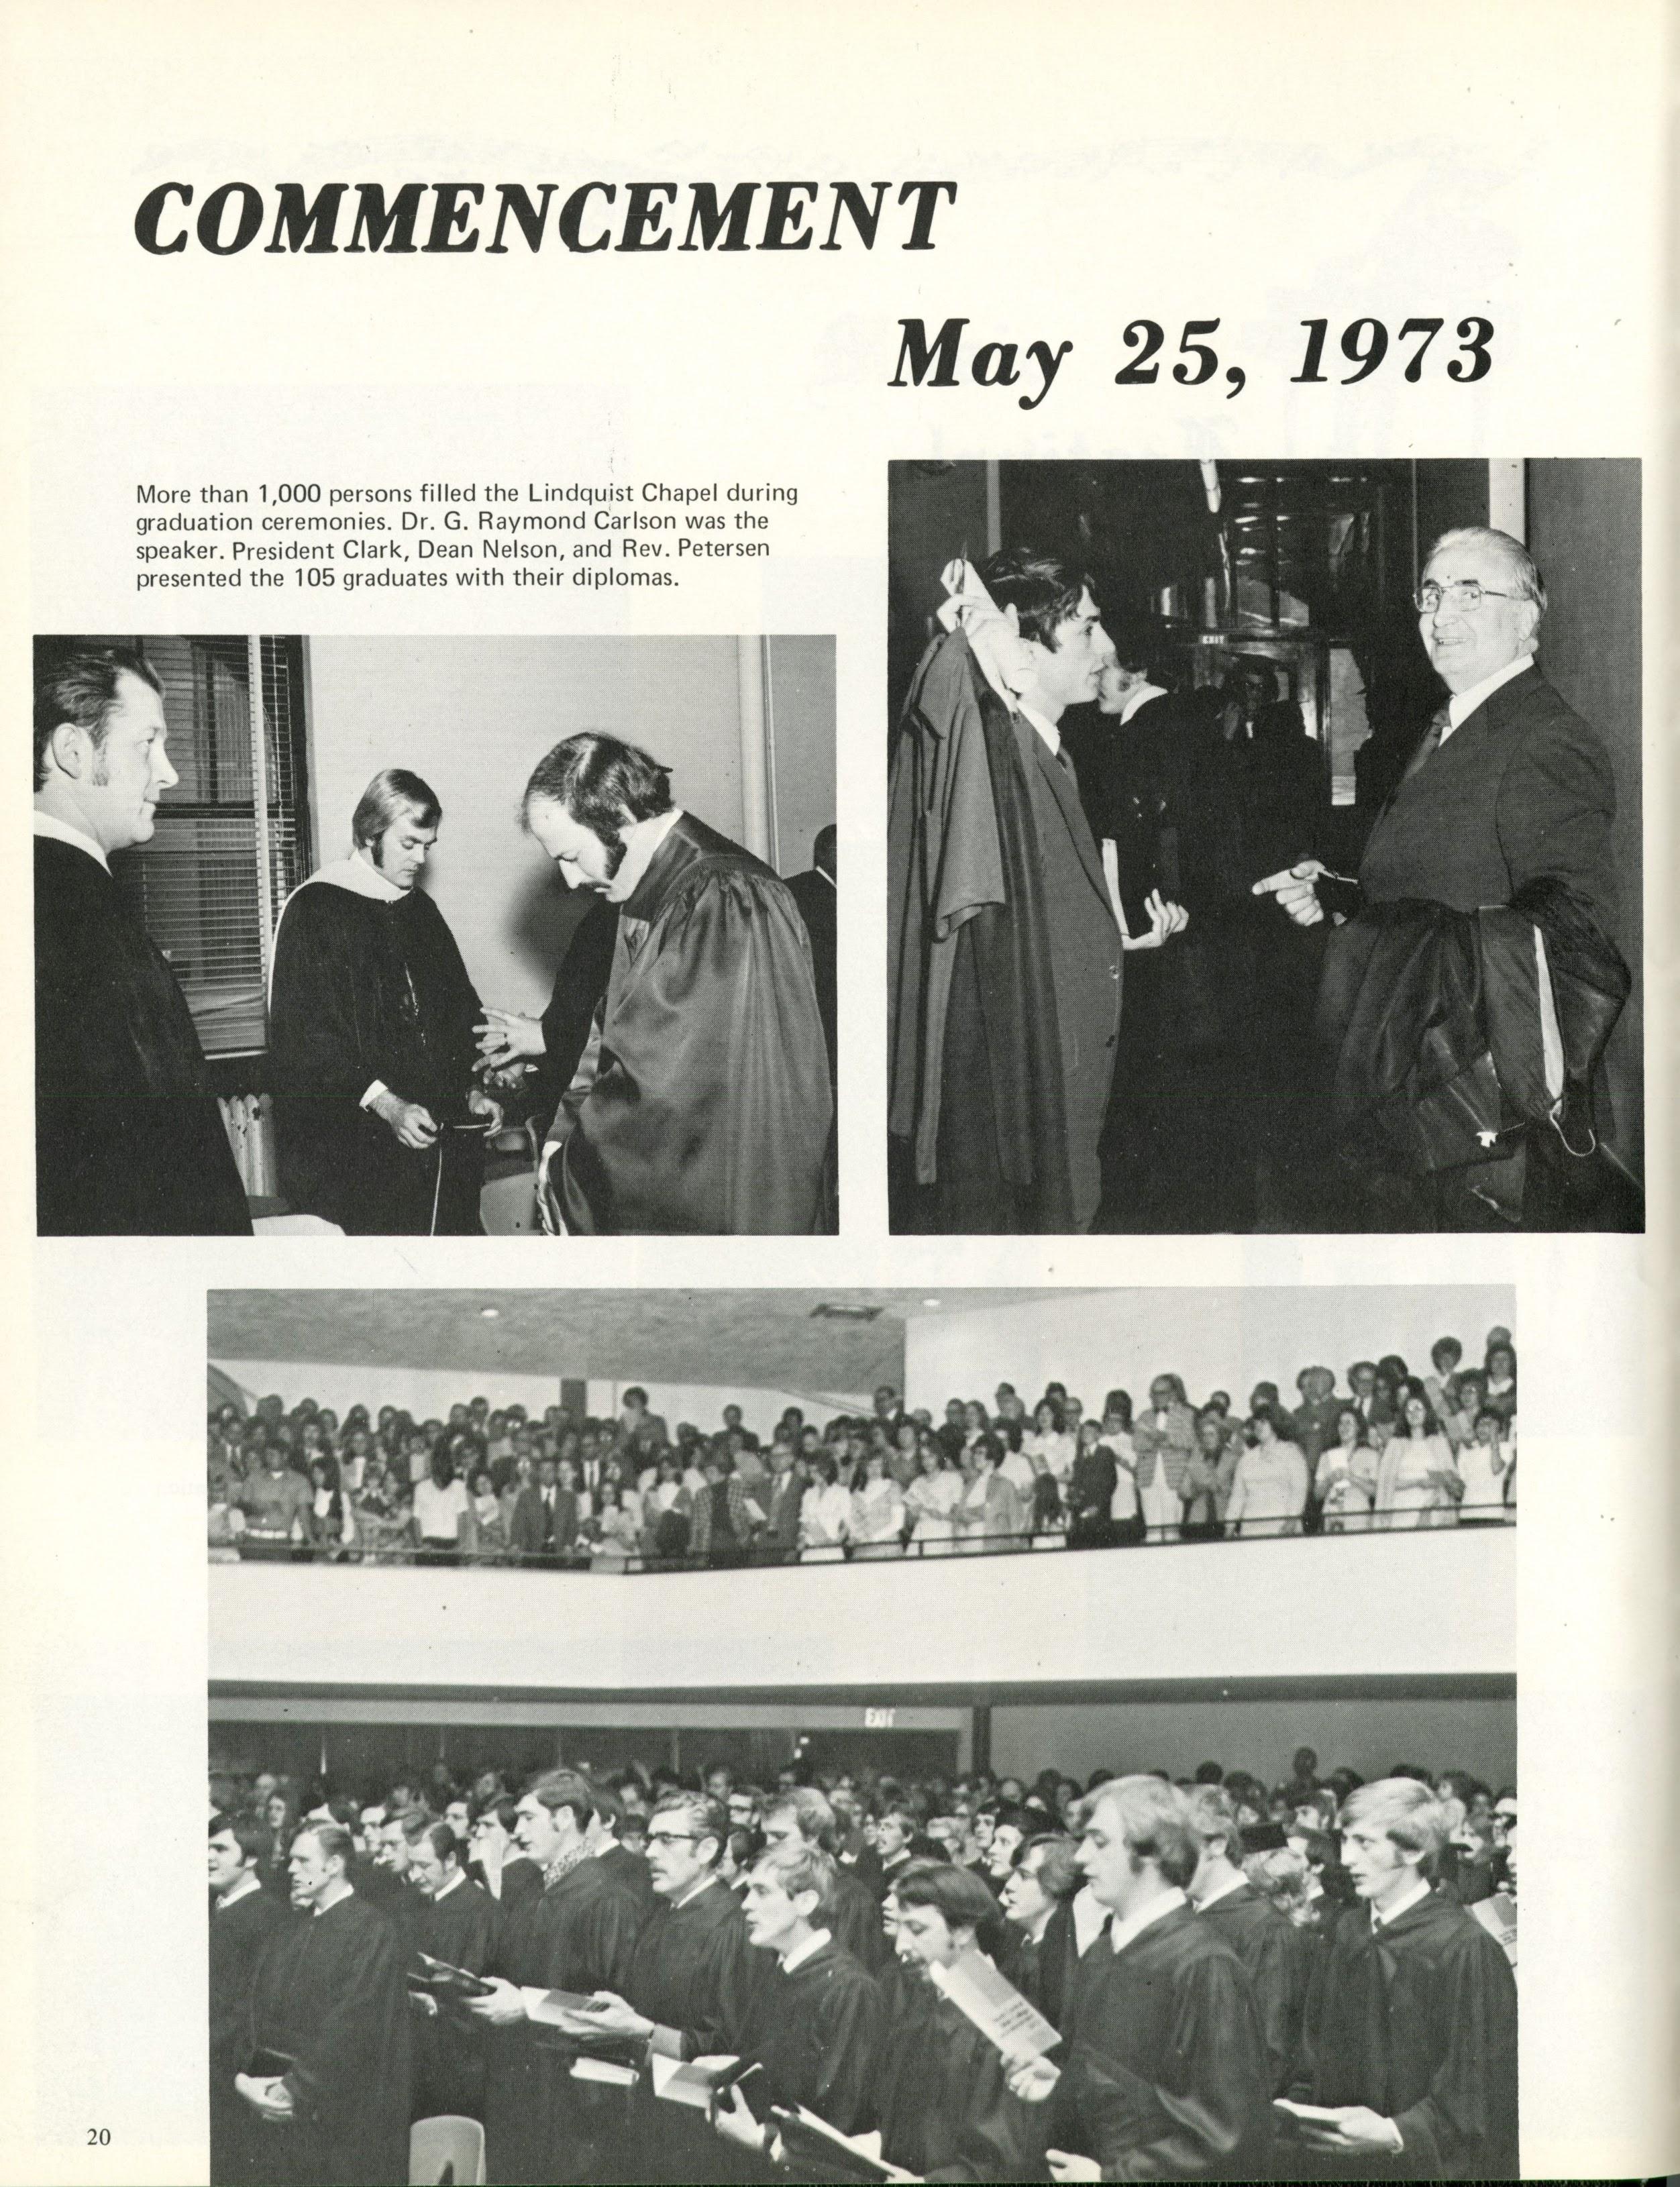 COMMENCEMENT
May 25, 1973
More than 1,000 persons filled the Lindquist Chapel during
graduation ceremonies. Dr. G. Raymond Carlson was the
speaker. President Clark, Dean Nelson, and Rev. Petersen
presented the 105 graduates with their diplomas.
EXIT
EXIT
20